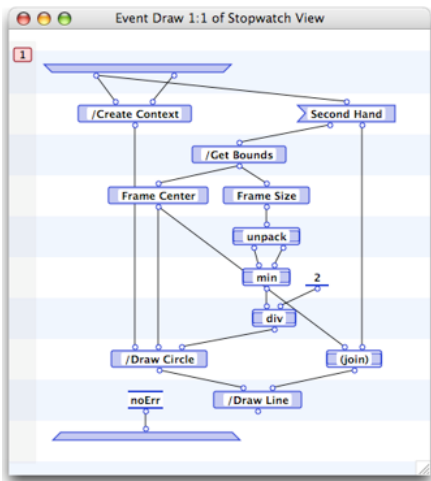 Event Draw 1:1 of Stopwatch View
1
/Create Context
Second Hand
/Get Bounds
Frame Center
Frame Size
unpack
min
2
div
/Draw Circle
(join)
noErr
/Draw Line